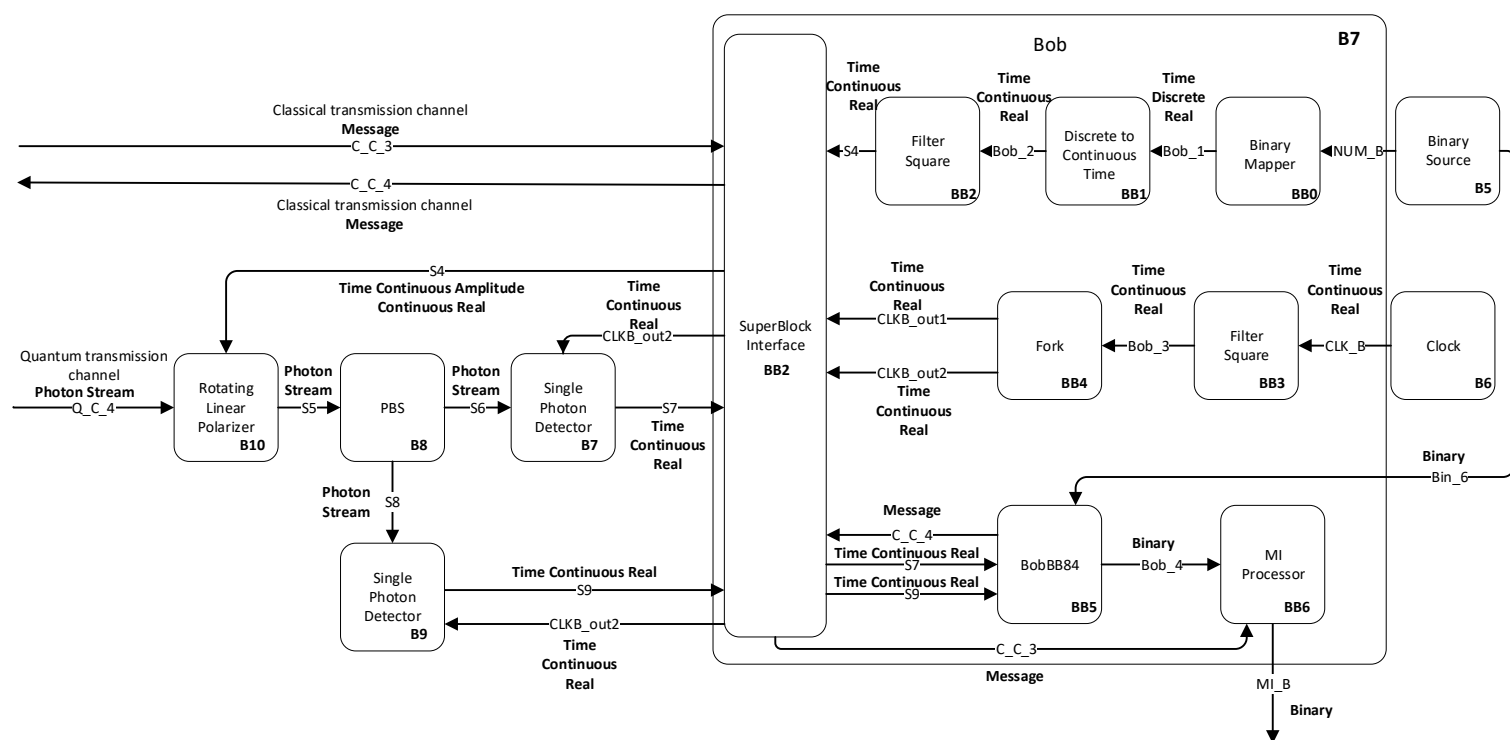 Bob
B7
Classical transmission channel
Message
C_C_3
C_C_4
Classical transmission channel
Message
Time
Continuous
Real
S4
Filter
Square
BB2
Time
Continuous
Real
Bob_2
Discrete to
Continuous
Time
BB1
Time
Discrete
Real
Bob_1
Binary
Mapper
BB0
NUM_B
Binary
Source
B5
S4
Time Continuous Amplitude
Continuous Real
Time
Continuous
Real
CLKB_out2
SuperBlock
Interface
BB2
Time
Continuous
Real
CLKB_out1
CLKB_out2
Time
Continuous
Real
Fork
BB4
Time
Continuous
Real
Bob_3
Filter
Square
BB3
Time
Continuous
Real
CLK_B
Clock
B6
Quantum transmission
channel
Photon Stream
Q_C_4
Rotating
Linear
Polarizer
B10
Photon
Stream
S5
PBS
B8
Photon
Stream
S6
Single
Photon
Detector
B7
S7
Time
Continuous
Real
Photon
Stream
S8
Single
Photon
Detector
B9
Time Continuous Real
S9
CLKB_out2
Time
Continuous
Real
Binary
Bin_6
Message
C_C_4
Time Continuous Real
S7
Time Continuous Real
S9
BobBB84
BB5
Binary
Bob_4
MI
Processor
BB6
C_C_3
Message
MI_B
Binary